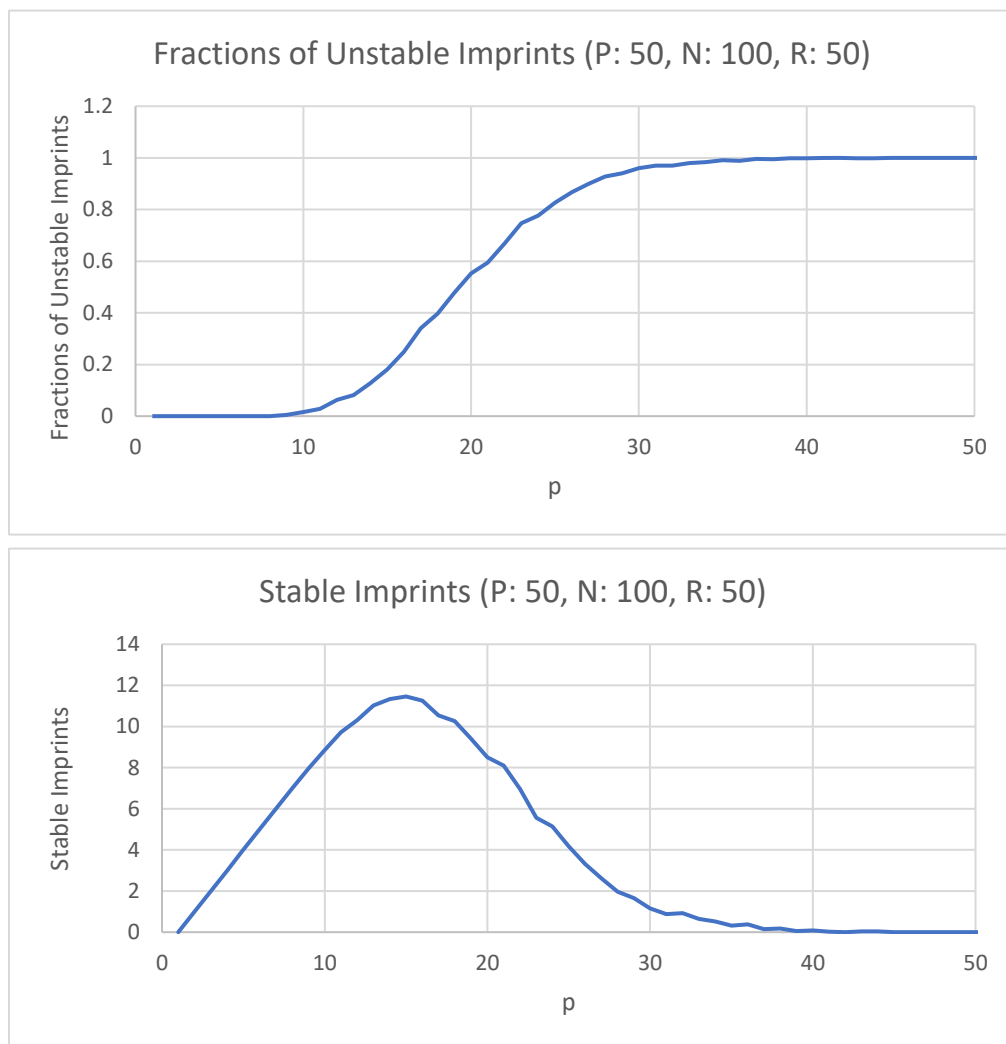 Fractions of Unstable Imprints (P: 50, N: 100, R: 50)
Fractions of Unstable Imprints
1.2
1
0.8
0.6
0.4
0.2
0
0 10 20 30 40 50
p
Stable Imprints (P: 50, N: 100, R: 50)
Stable Imprints
14
12
10
8
6
4
2
0
0 10 20 30 40 50
p